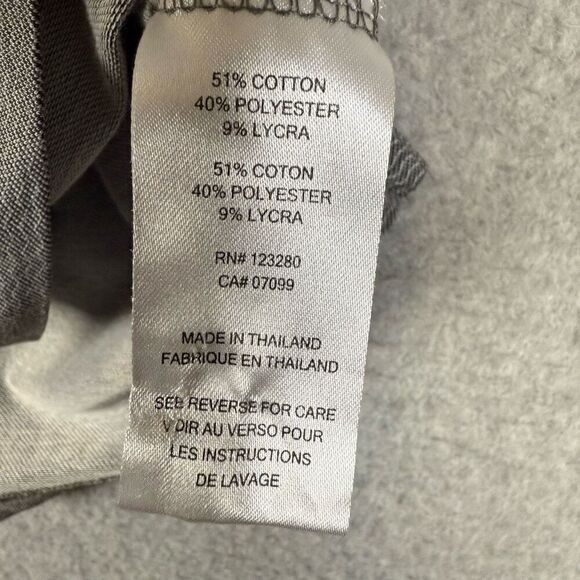 51% COTTON
40% POLYESTER
9% LYCRA
51% COTON
40% POLYESTER
9% LYCRA
RN# 123280
CA# 07099
MADE IN THAILAND
FABRIQUE EN THAILAND
SEE REVERSE FOR CARE
VOIR AU VERSO POUR
LES INSTRUCTIONS
DE LAVAGE